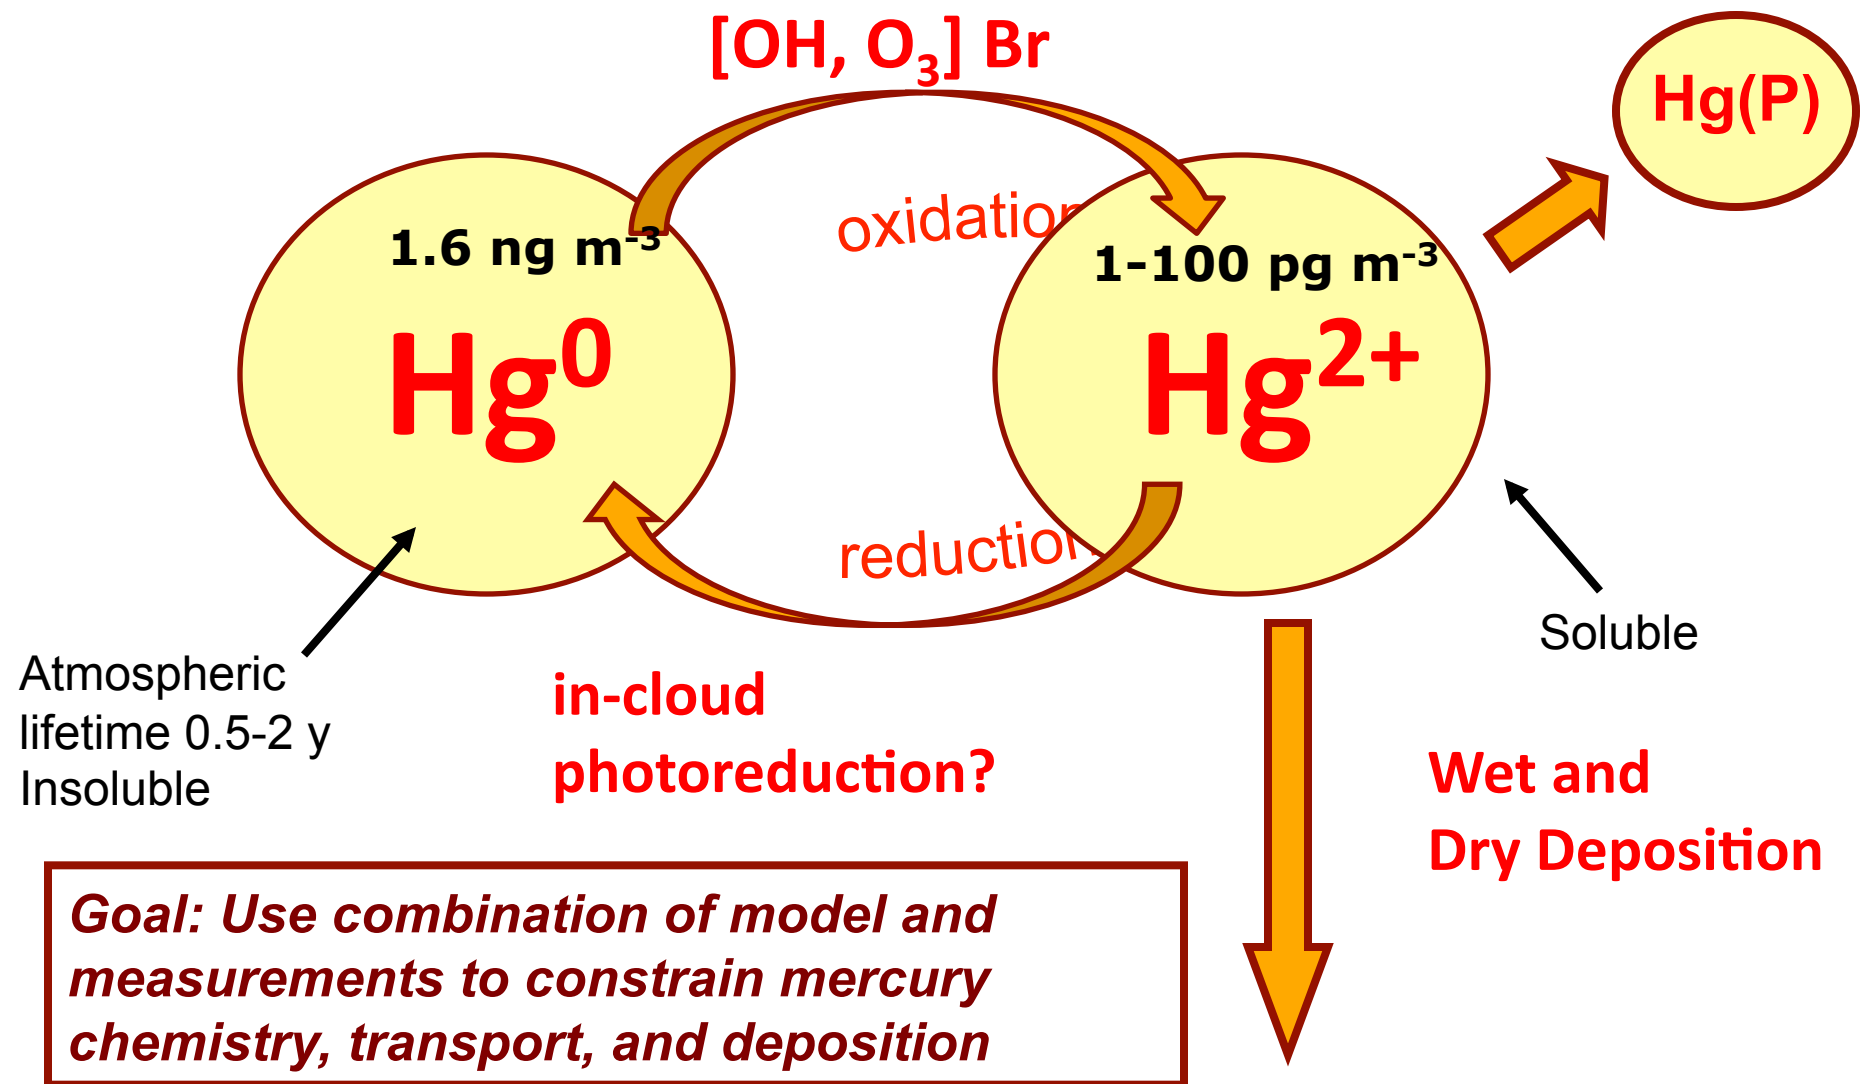 [OH, O₃] Br
Hg(P)
oxidation
1.6 ng m⁻³
1-100 pg m⁻³
Hg⁰
Hg²⁺
reduction
Soluble
Atmospheric
lifetime 0.5-2 y
Insoluble
in-cloud
photoreduction?
Wet and
Dry Deposition
Goal: Use combination of model and
measurements to constrain mercury
chemistry, transport, and deposition